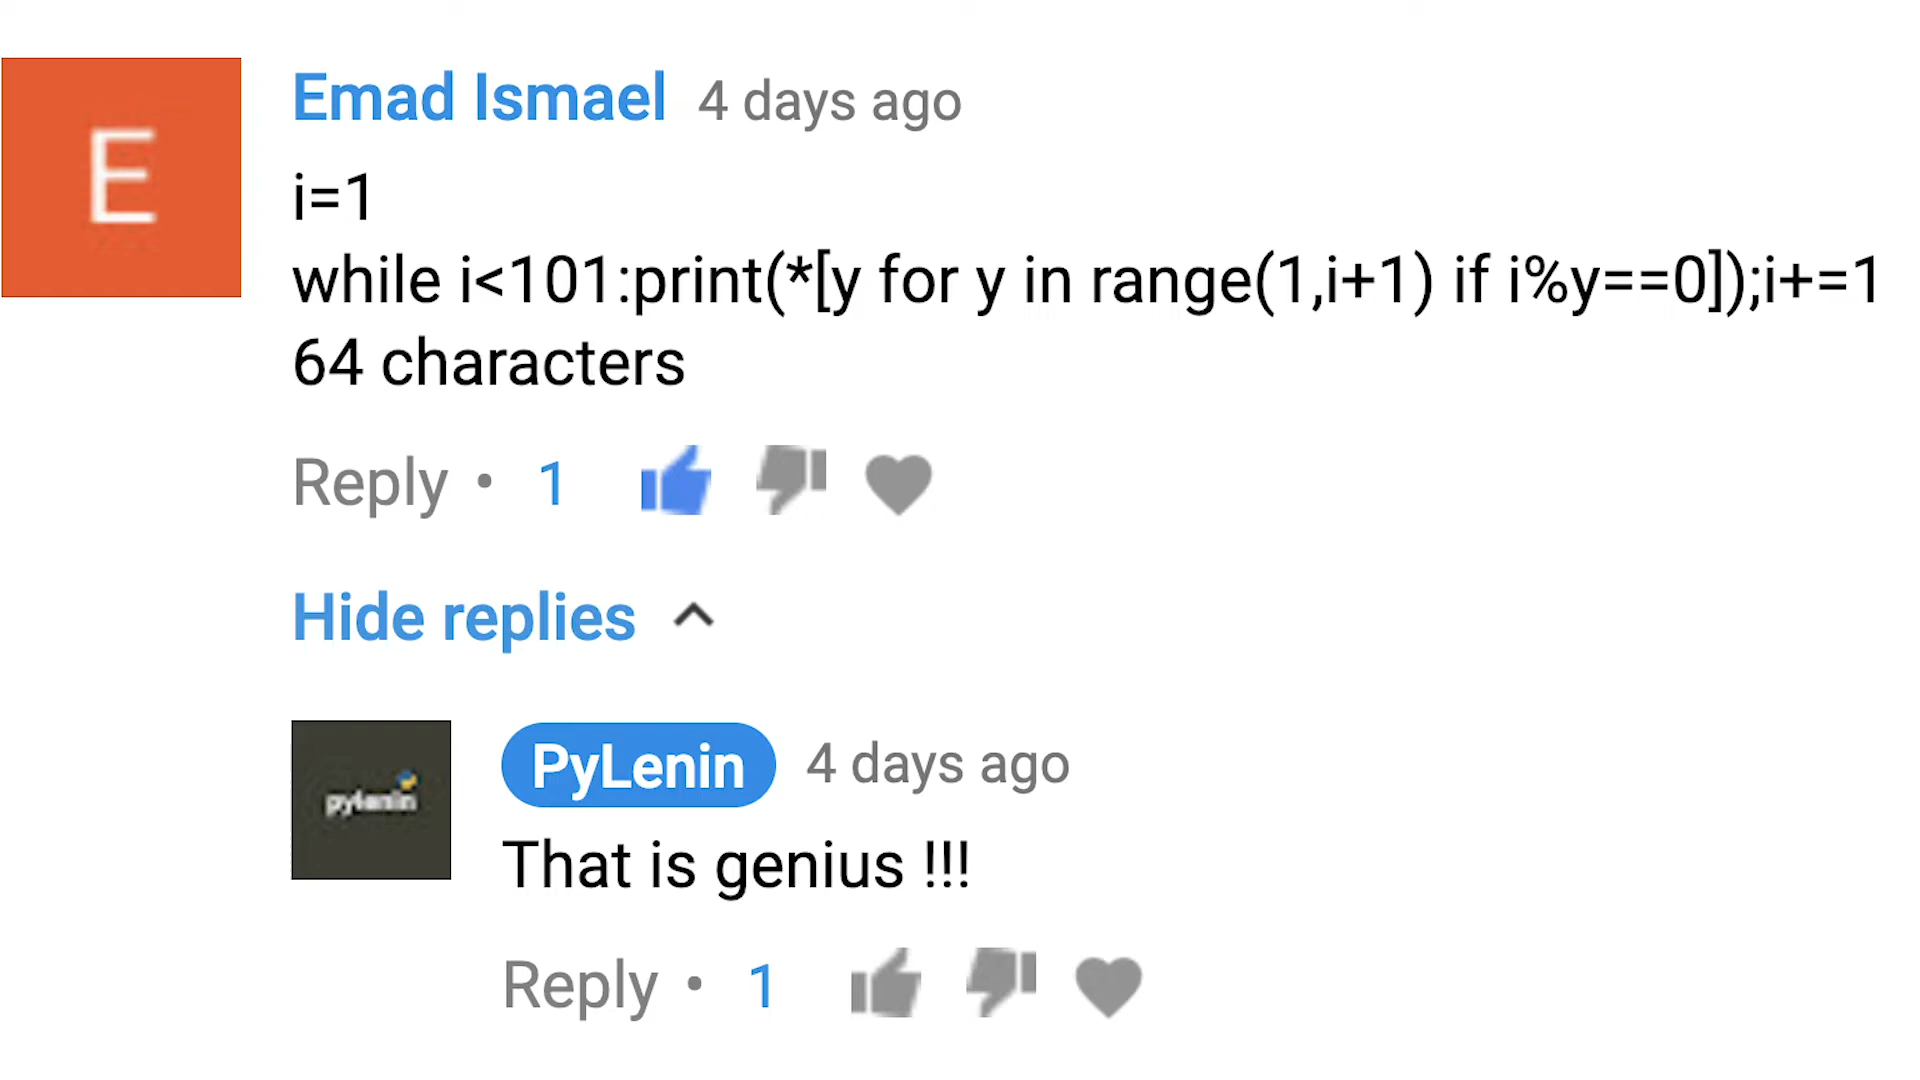 E
Emad Ismael 4 days ago
i=1
while i<101:print(*[y for y in range(1,i+1) if i%y==0]);i+=1
64 characters
Reply • 1
Hide replies
pylenin
PyLenin 4 days ago
That is genius !!!
Reply • 1